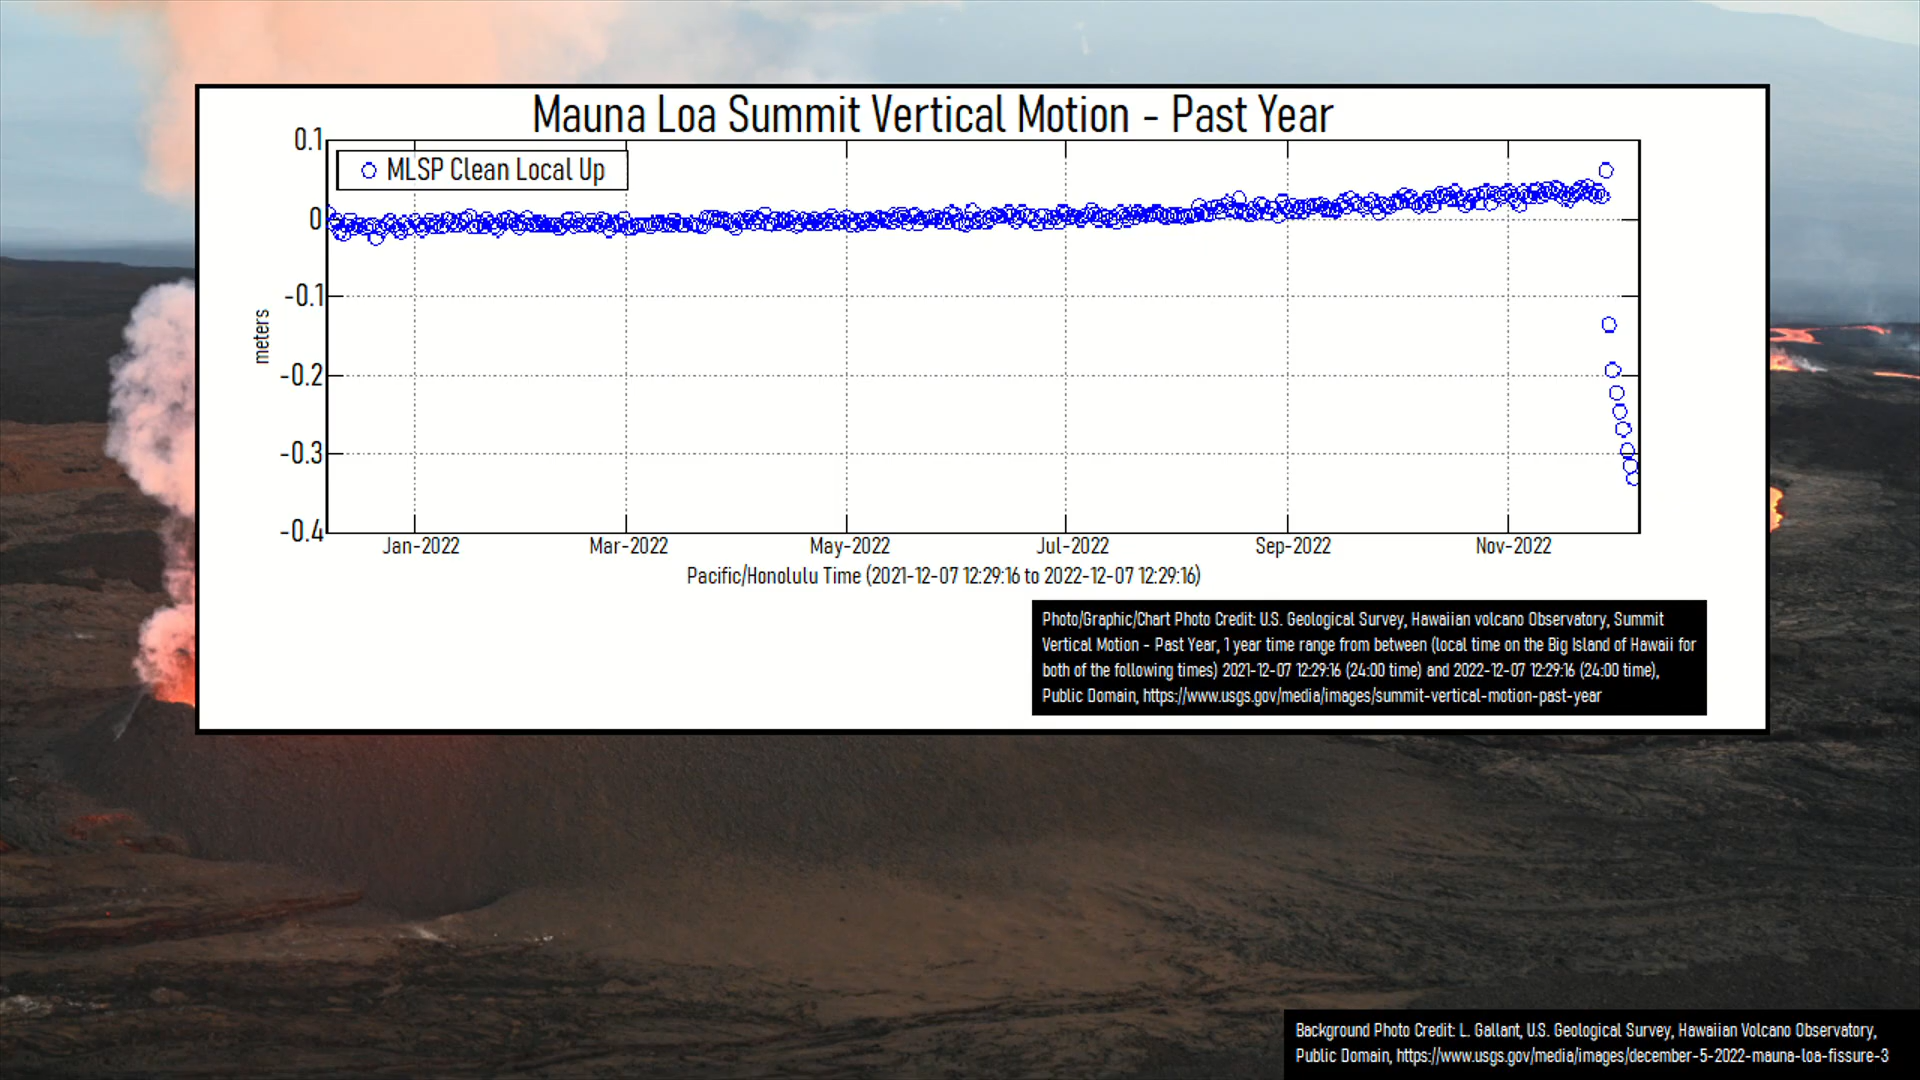 Mauna Loa Summit Vertical Motion - Past Year
0.1
MLSP Clean Local Up
0
-0.1
meters
-0.2
-0.3
-0.4
Jan-2022 Mar-2022 May-2022 Jul-2022 Sep-2022 Nov-2022
Pacific/Honolulu Time (2021-12-07 12:29:16 to 2022-12-07 12:29:16)
Photo/Graphic/Chart Photo Credit: U.S. Geological Survey, Hawaiian volcano Observatory, Summit
Vertical Motion - Past Year, 1 year time range from between (local time on the Big Island of Hawaii for
both of the following times) 2021-12-07 12:29:16 (24:00 time) and 2022-12-07 12:29:16 (24:00 time),
Public Domain, https://www.usgs.gov/media/images/summit-vertical-motion-past-year
Background Photo Credit: L. Gallant, U.S. Geological Survey, Hawaiian Volcano Observatory,
Public Domain, https://www.usgs.gov/media/images/december-5-2022-mauna-loa-fissure-3